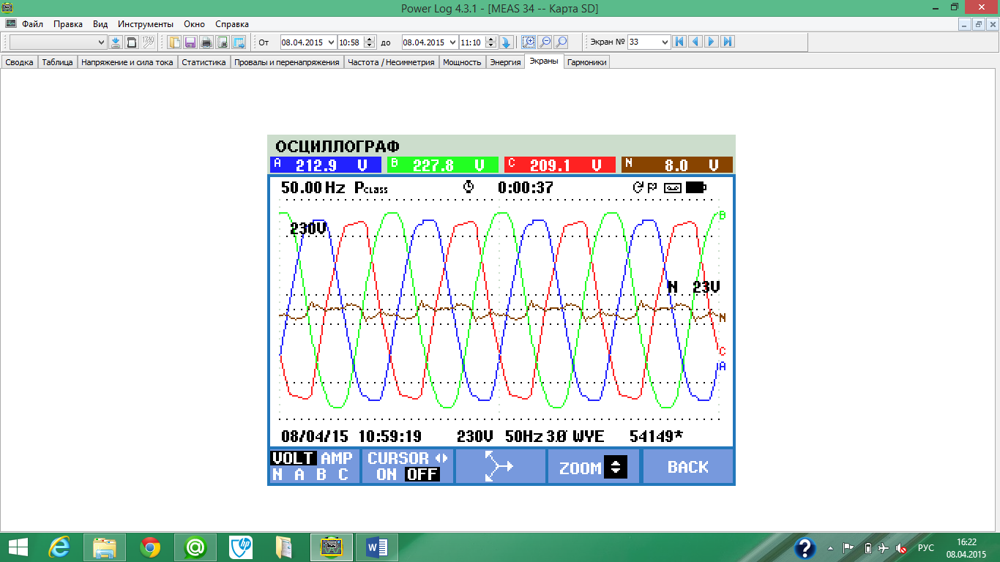 Power Log 4.3.1 - [MEAS 34 -- Карта SD]
Файл Правка Вид Инструменты Окно Справка
От 08.04.2015 10:58 до 08.04.2015 11:10 Экран № 33
Сводка Таблица Напряжение и сила тока Статистика Провалы и перенапряжения Частота / Несимметрия Мощность Энергия Экраны Гармоники
ОСЦИЛЛОГРАФ
A 212.9 V B 227.8 V C 209.1 V N 8.0 V
50.00 Hz PCLASS 0:00:37
B
230V
N 23V
N
C
A
08/04/15 10:59:19 230V 50Hz 3Ø WYE 54149*
VOLT AMP CURSOR
N A B C ON OFF
ZOOM BACK
hp
W
РУС
16:22
08.04.2015